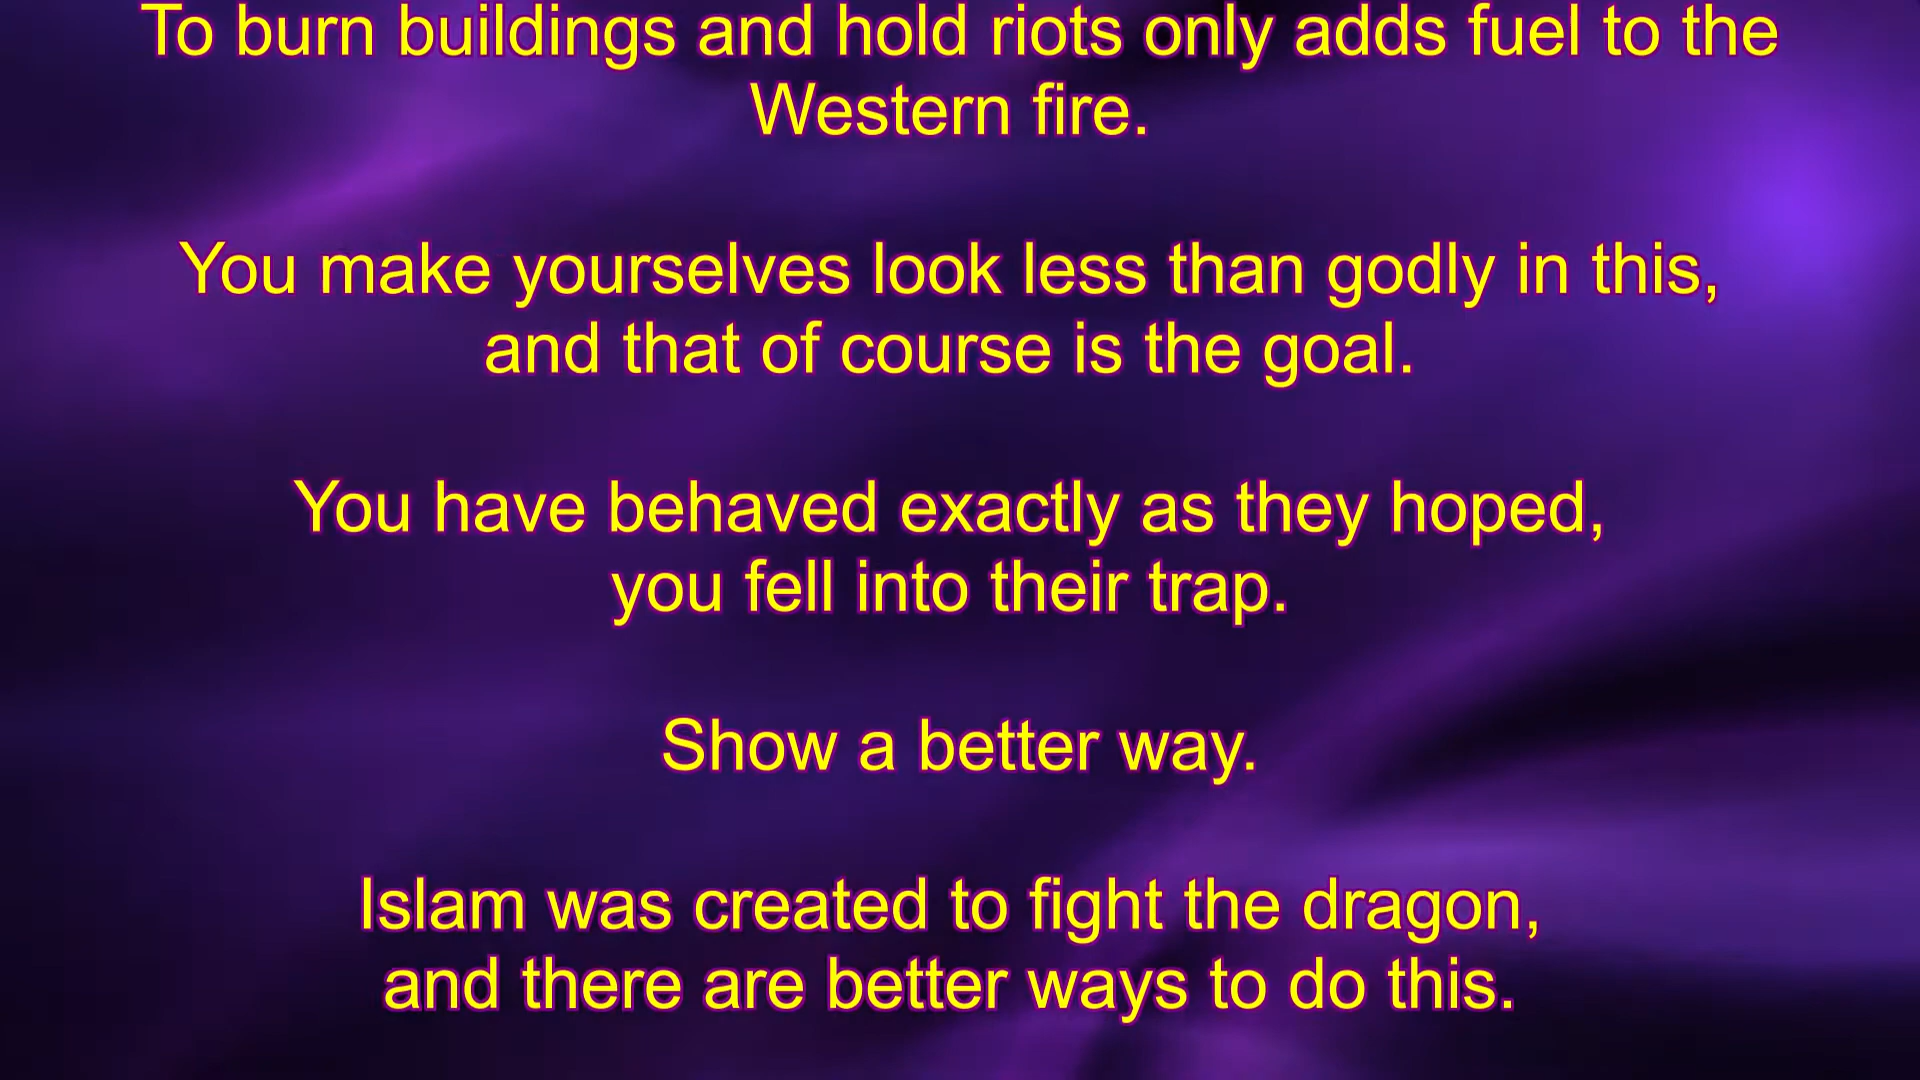 To burn buildings and hold riots only adds fuel to the
Western fire.
You make yourselves look less than godly in this,
and that of course is the goal.
You have behaved exactly as they hoped,
you fell into their trap.
Show a better way.
Islam was created to fight the dragon,
and there are better ways to do this.